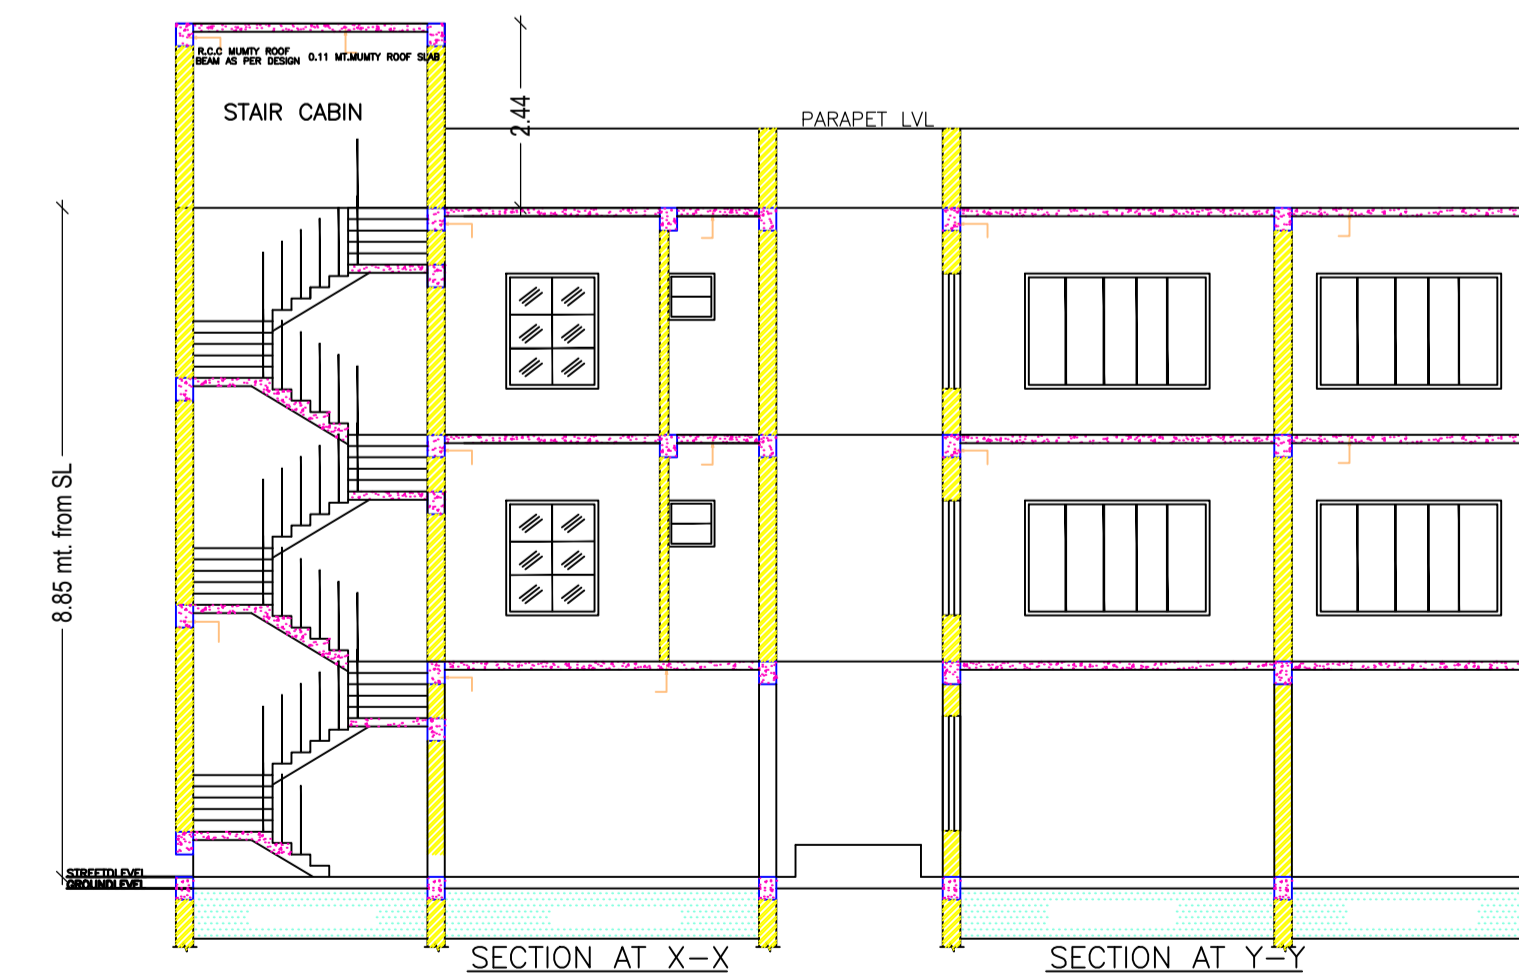 R.C.C MUMTY ROOF
BEAM AS PER DESIGN
0.11 MT.MUMTY ROOF SLAB
STAIR CABIN
2.44
PARAPET LVL
8.85 mt. from SL
GROUNDLEVEL
SECTION AT X-X
SECTION AT Y-Y